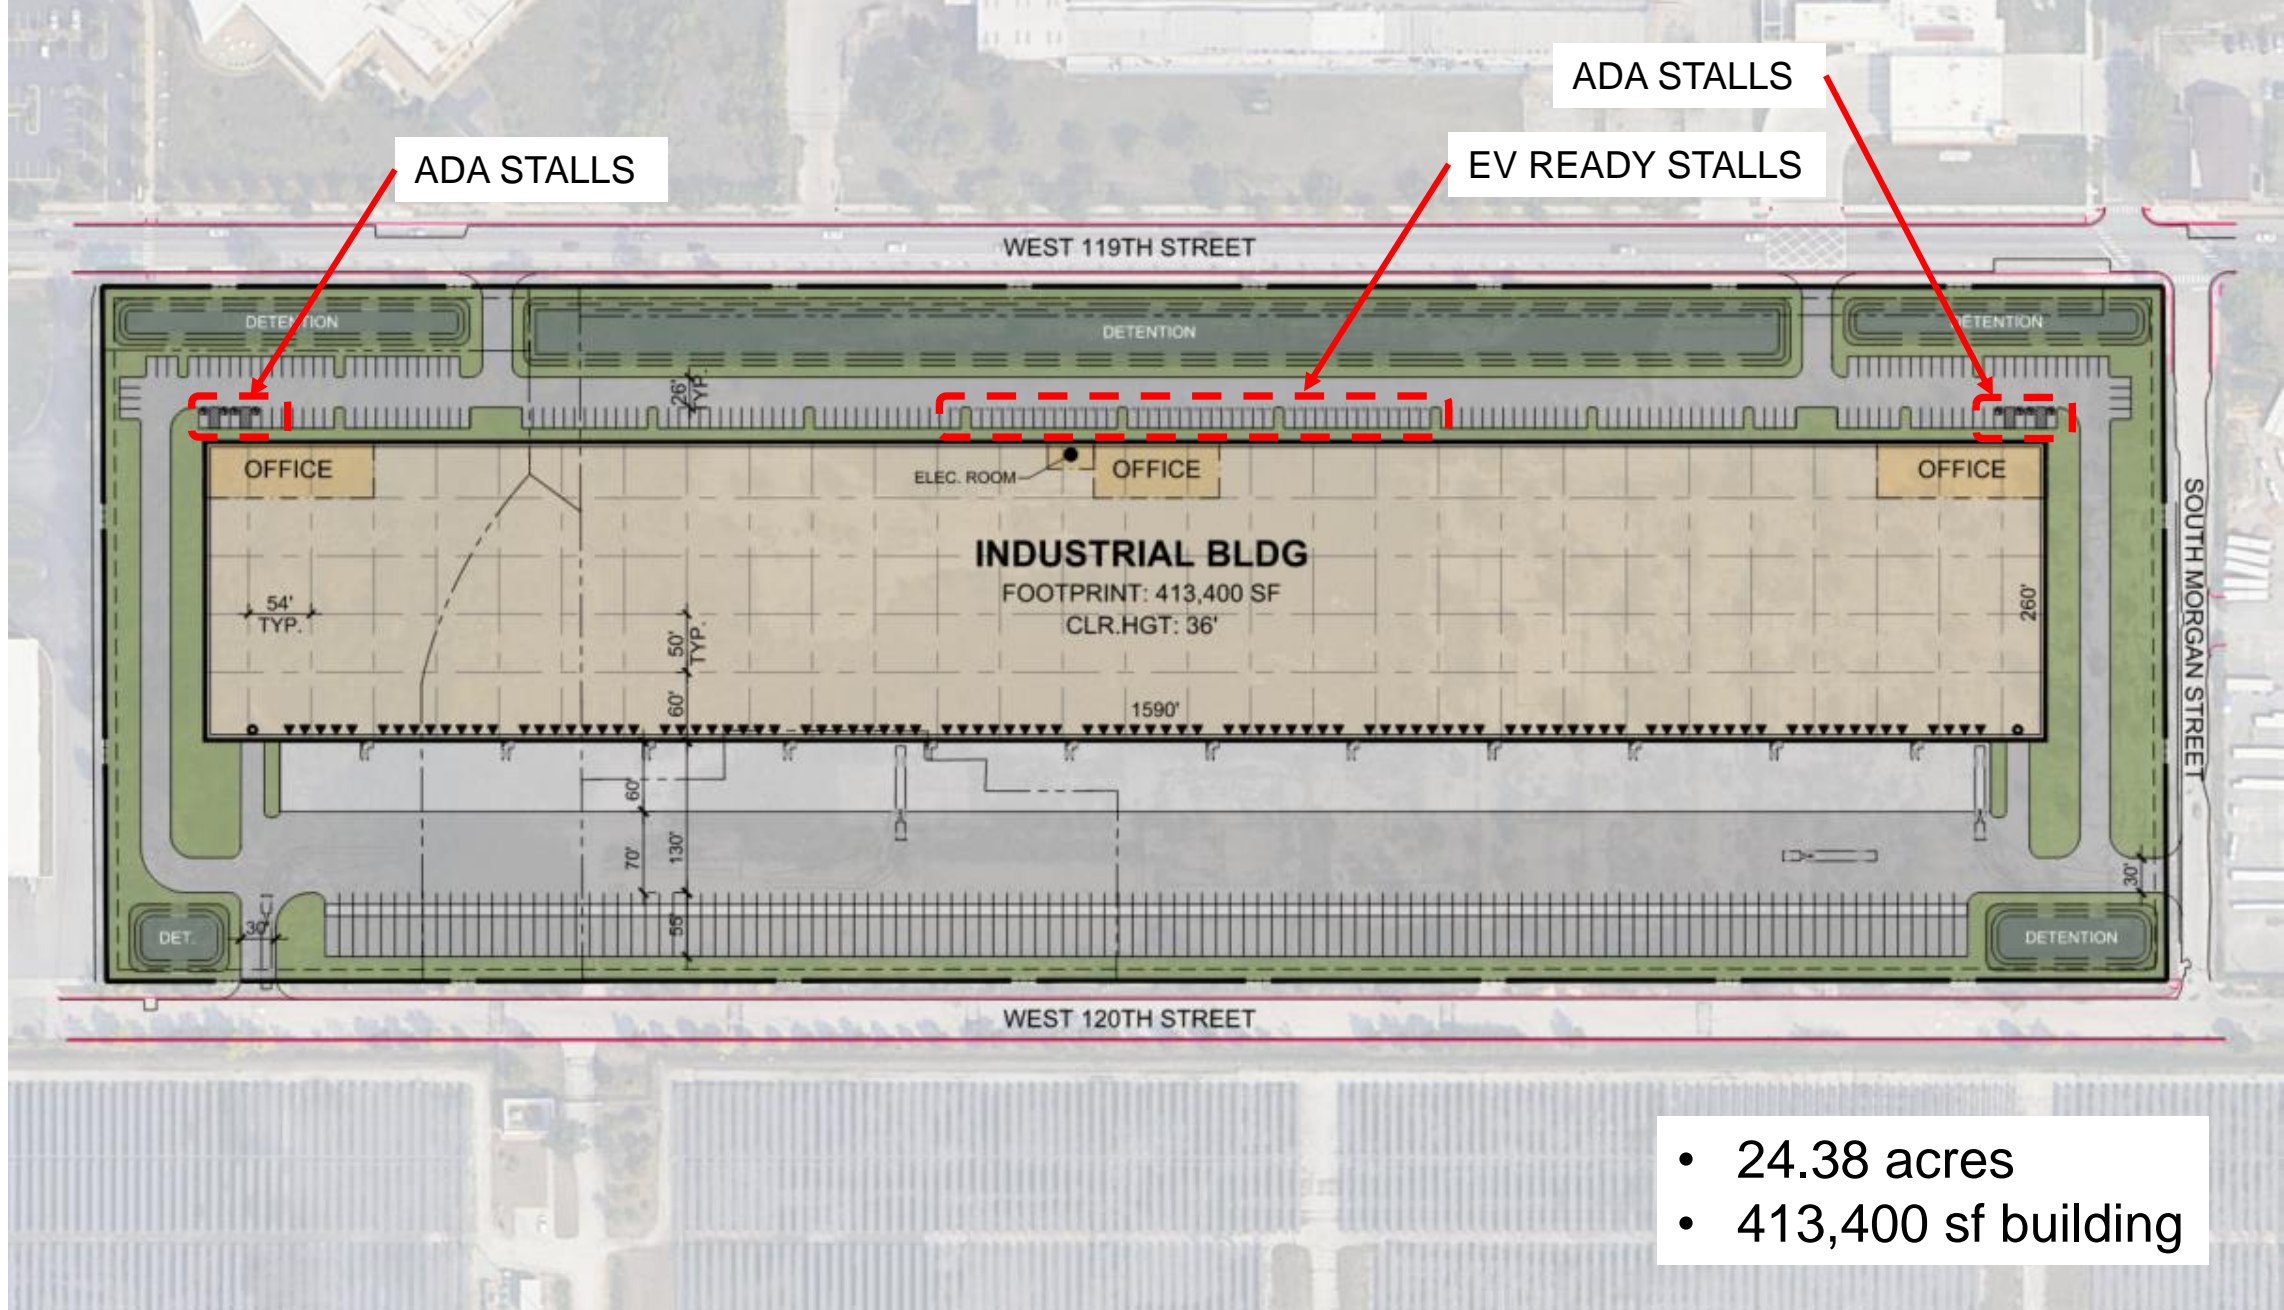 ADA STALLS
ADA STALLS
EV READY STALLS
WEST 119TH STREET
DETENTION
DETENTION
DETENTION
26'
TYP.
OFFICE
ELEC. ROOM
OFFICE
OFFICE
INDUSTRIAL BLDG
FOOTPRINT: 413,400 SF
CLR.HGT: 36'
54'
TYP.
50'
TYP.
60'
260'
1590'
SOUTH MORGAN STREET
60'
70'
130'
30'
55'
DET.
30'
DETENTION
WEST 120TH STREET
• 24.38 acres
• 413,400 sf building